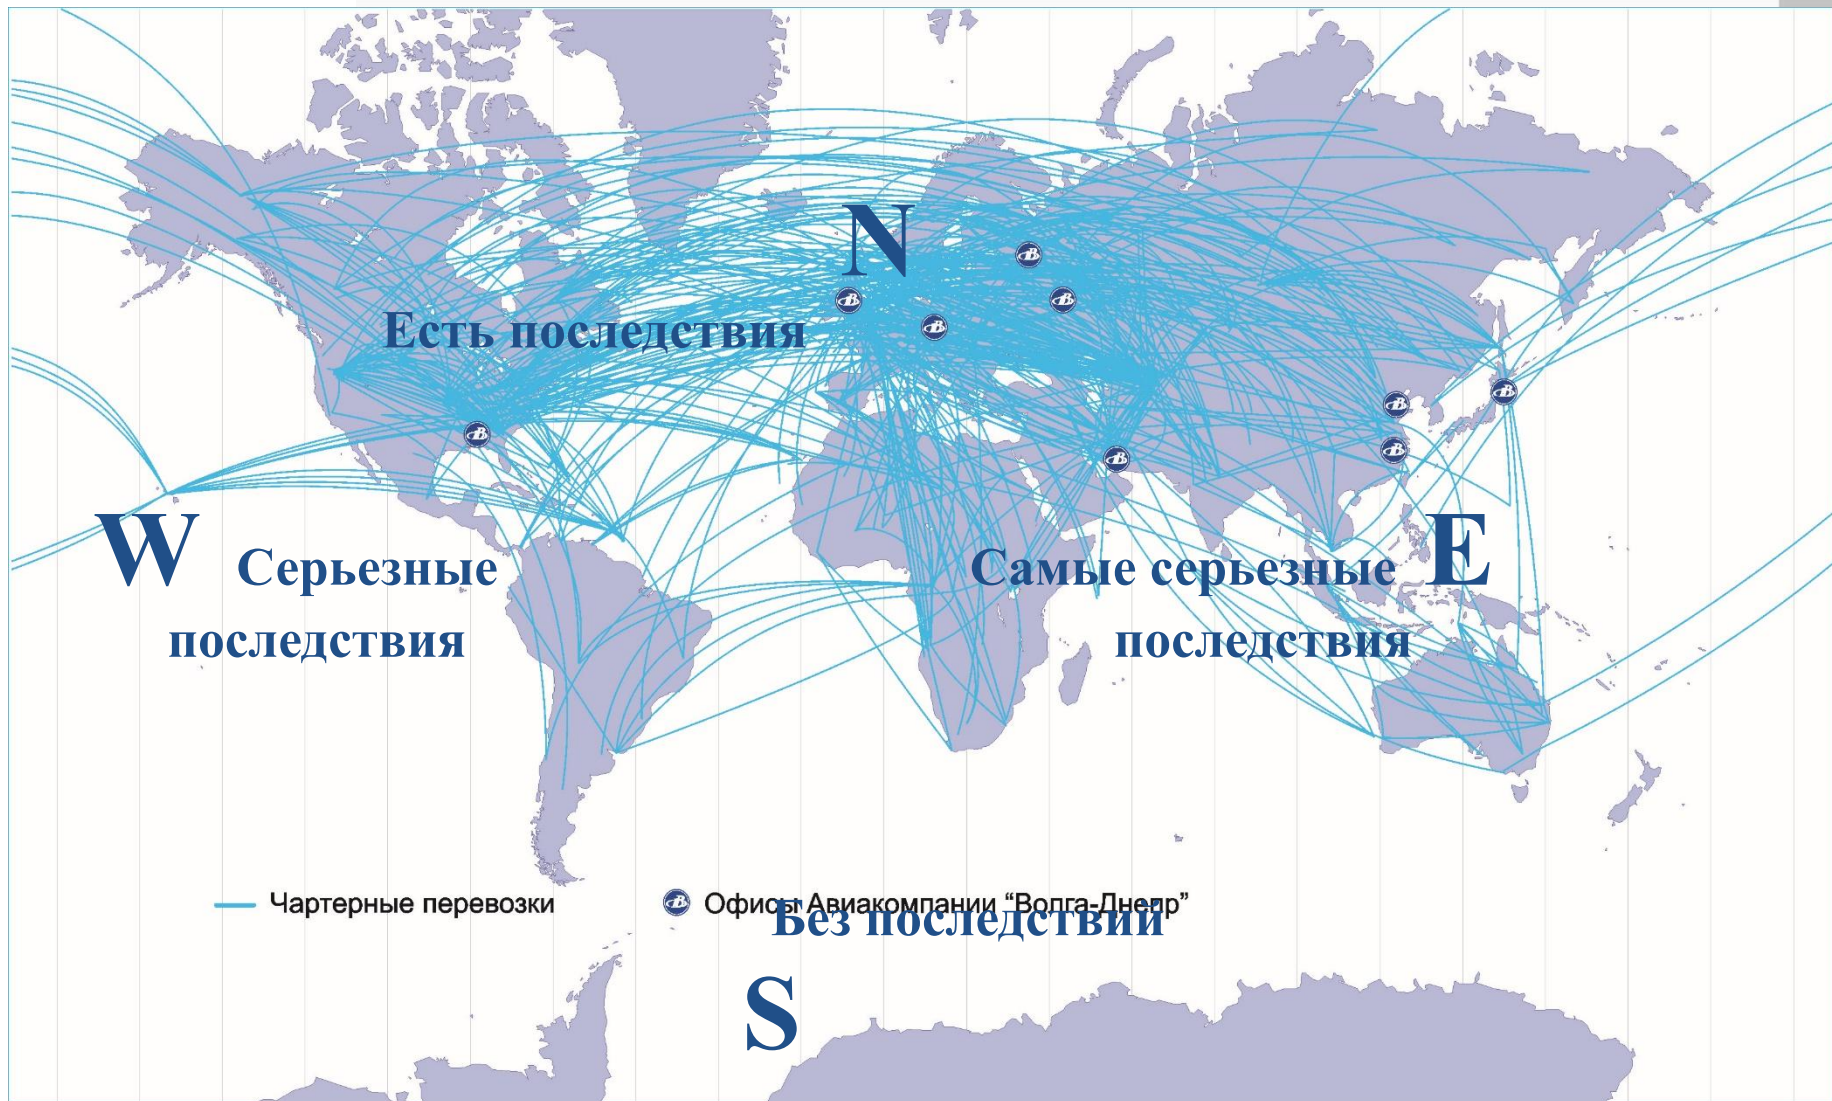 N
Есть последствия
W
E
Серьезные
последствия
Самые серьезные
последствия
Чартерные перевозки
Офисы Авиакомпании “Волга-Днепр”
Без последствий
S